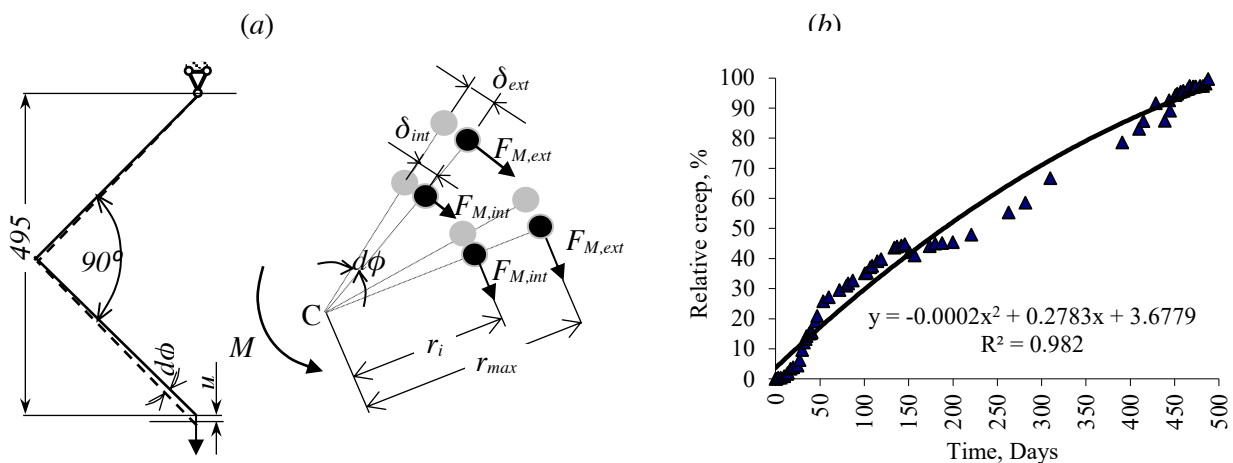 (a)
495
90º
dϕ
u
δext
δint
FM,ext
FM,int
FM,ext
FM,int
dϕ
C
M
ri
rmax
(b)
Relative creep, %
100
90
80
70
60
50
40
30
20
10
0
y = -0.0002x² + 0.2783x + 3.6779
R² = 0.982
0
50
100
150
200
250
300
350
400
450
500
Time, Days